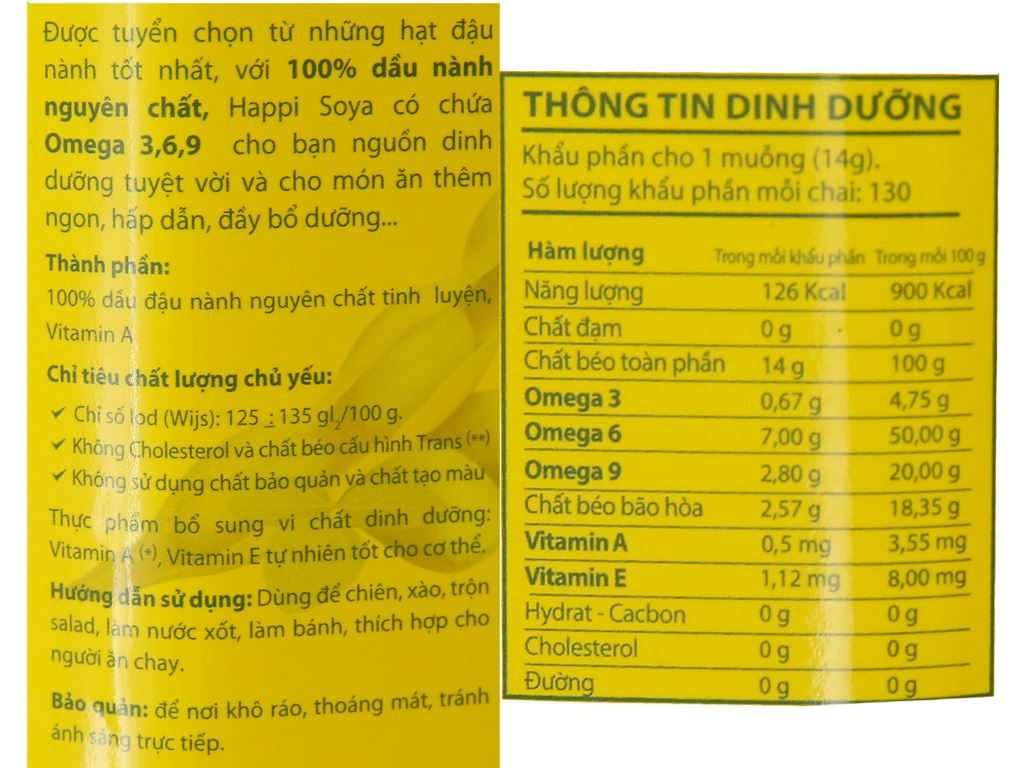 Được tuyển chọn từ những hạt đậu
nành tốt nhất, với 100% dầu nành
nguyên chất, Happi Soya có chứa
Omega 3,6,9 cho bạn nguồn dinh
dưỡng tuyệt vời và cho món ăn thêm
ngon, hấp dẫn, đầy bổ dưỡng...
Thành phần:
100% dầu đậu nành nguyên chất tinh luyện,
Vitamin A
Chỉ tiêu chất lượng chủ yếu:
✓ Chỉ số Iod (Wijs): 125 ÷ 135 gI₂/100 g.
✓ Không Cholesterol và chất béo cấu hình Trans (**)
✓ Không sử dụng chất bảo quản và chất tạo màu
Thực phẩm bổ sung vi chất dinh dưỡng:
Vitamin A (*), Vitamin E tự nhiên tốt cho cơ thể.
Hướng dẫn sử dụng: Dùng để chiên, xào, trộn
salad, làm nước xốt, làm bánh, thích hợp cho
người ăn chay.
Bảo quản: để nơi khô ráo, thoáng mát, tránh
ánh sáng trực tiếp.
THÔNG TIN DINH DƯỠNG
Khẩu phần cho 1 muỗng (14g).
Số lượng khẩu phần mỗi chai: 130
Hàm lượng Trong mỗi khẩu phần Trong mỗi 100 g
Năng lượng 126 Kcal 900 Kcal
Chất đạm 0 g 0 g
Chất béo toàn phần 14 g 100 g
Omega 3 0,67 g 4,75 g
Omega 6 7,00 g 50,00 g
Omega 9 2,80 g 20,00 g
Chất béo bão hòa 2,57 g 18,35 g
Vitamin A 0,5 mg 3,55 mg
Vitamin E 1,12 mg 8,00 mg
Hydrat - Cacbon 0 g 0 g
Cholesterol 0 g 0 g
Đường 0 g 0 g